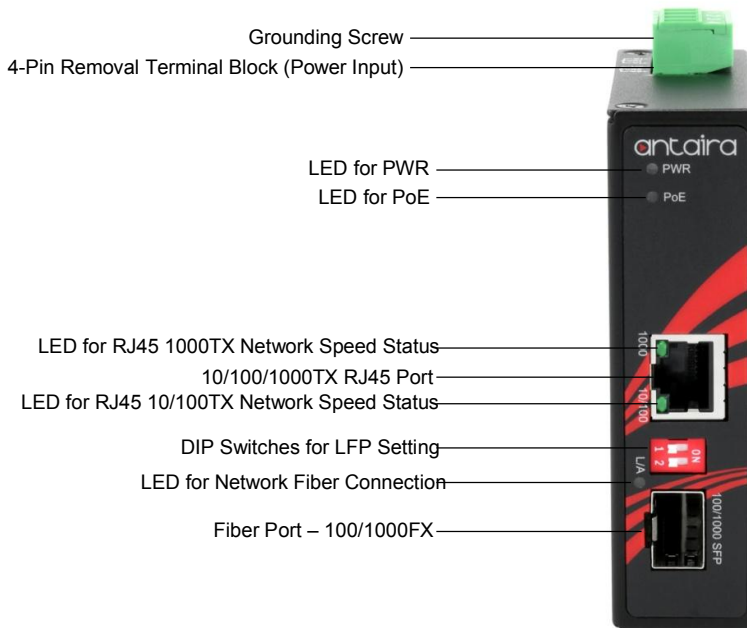 Grounding Screw
4-Pin Removal Terminal Block (Power Input)
antaira
LED for PWR
PWR
LED for PoE
PoE
LED for RJ45 1000TX Network Speed Status
1000
10/100/1000TX RJ45 Port
LED for RJ45 10/100TX Network Speed Status
10/100
DIP Switches for LFP Setting
ON
1 2
LED for Network Fiber Connection
L/A
Fiber Port – 100/1000FX
100/1000 SFP